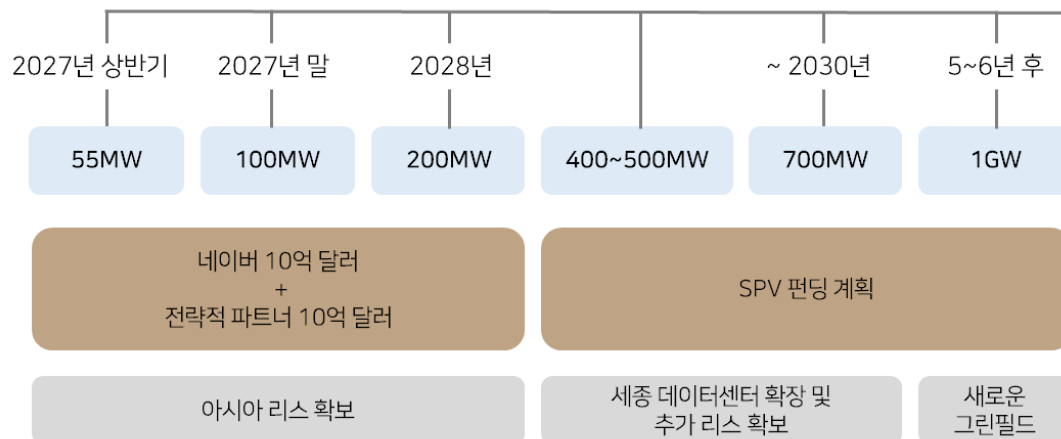 2027년 상반기
2027년 말
2028년
~ 2030년
5~6년 후
55MW
100MW
200MW
400~500MW
700MW
1GW
네이버 10억 달러
+
전략적 파트너 10억 달러
SPV 펀딩 계획
아시아 리스 확보
세종 데이터센터 확장 및
추가 리스 확보
새로운
그린필드